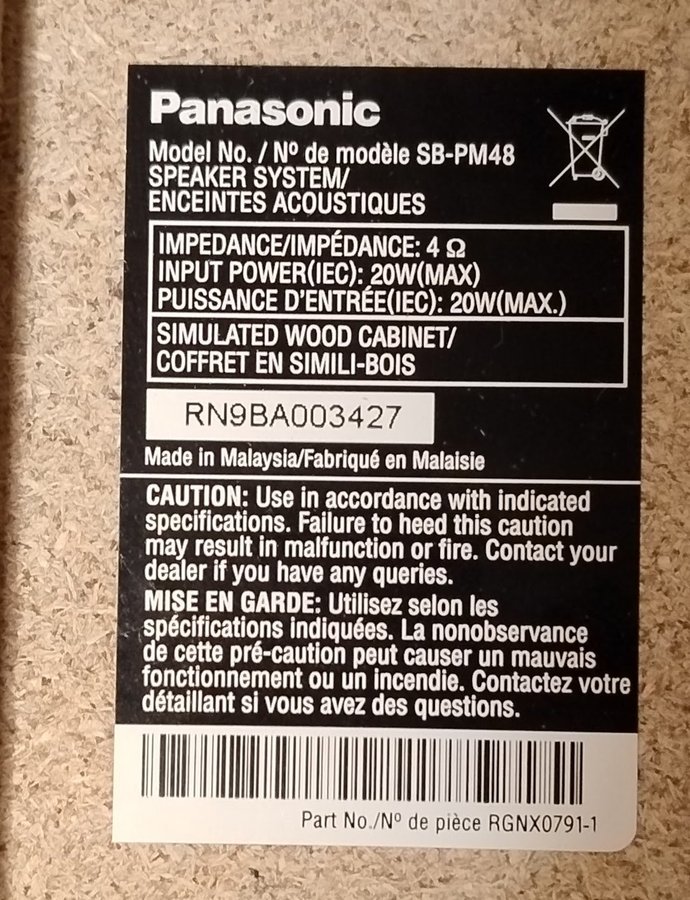 Panasonic
Model No. / Nº de modèle SB-PM48
SPEAKER SYSTEM/
ENCEINTES ACOUSTIQUES
IMPEDANCE/IMPÉDANCE: 4 Ω
INPUT POWER(IEC): 20W(MAX)
PUISSANCE D'ENTRÉE(IEC): 20W(MAX.)
SIMULATED WOOD CABINET/
COFFRET EN SIMILI-BOIS
RN9BA003427
Made in Malaysia/Fabriqué en Malaisie
CAUTION: Use in accordance with indicated
specifications. Failure to heed this caution
may result in malfunction or fire. Contact your
dealer if you have any queries.
MISE EN GARDE: Utilisez selon les
spécifications indiquées. La nonobservance
de cette pré-caution peut causer un mauvais
fonctionnement ou un incendie. Contactez votre
détaillant si vous avez des questions.
Part No./Nº de pièce RGNX0791-1